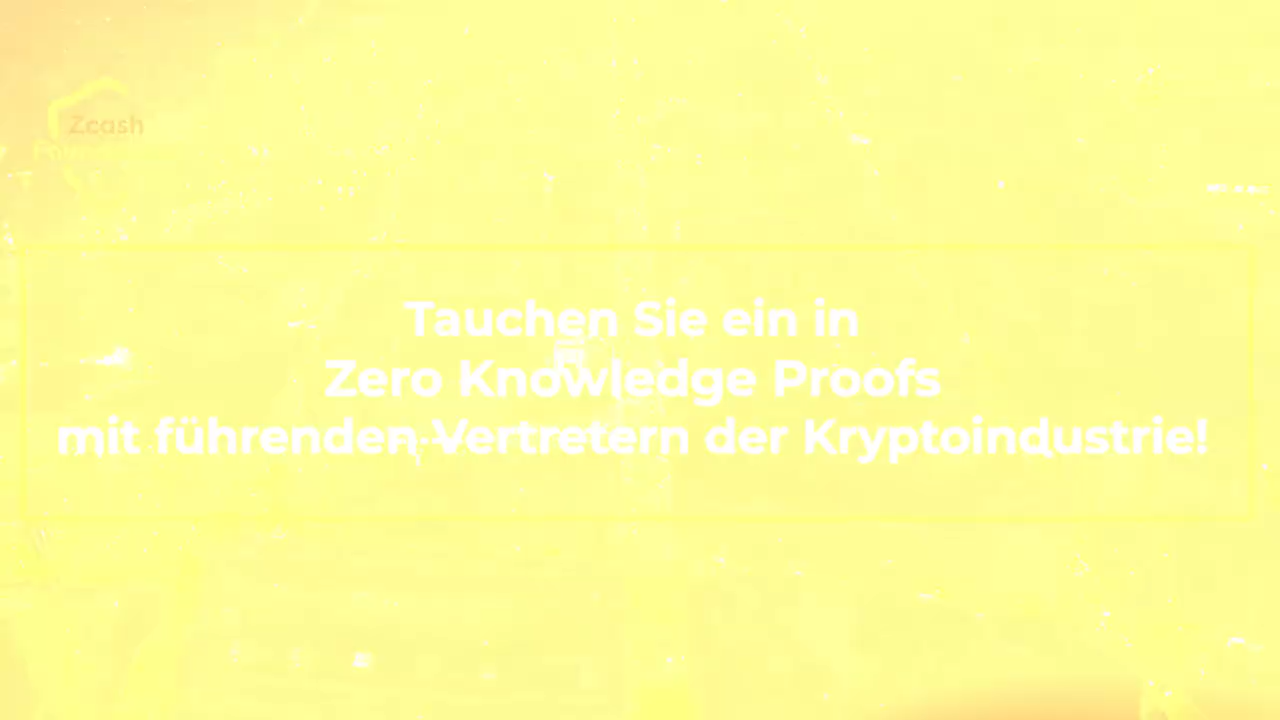 Zcash
Tauchen Sie ein in
Zero Knowledge Proofs
mit führenden Vertretern der Kryptoindustrie!